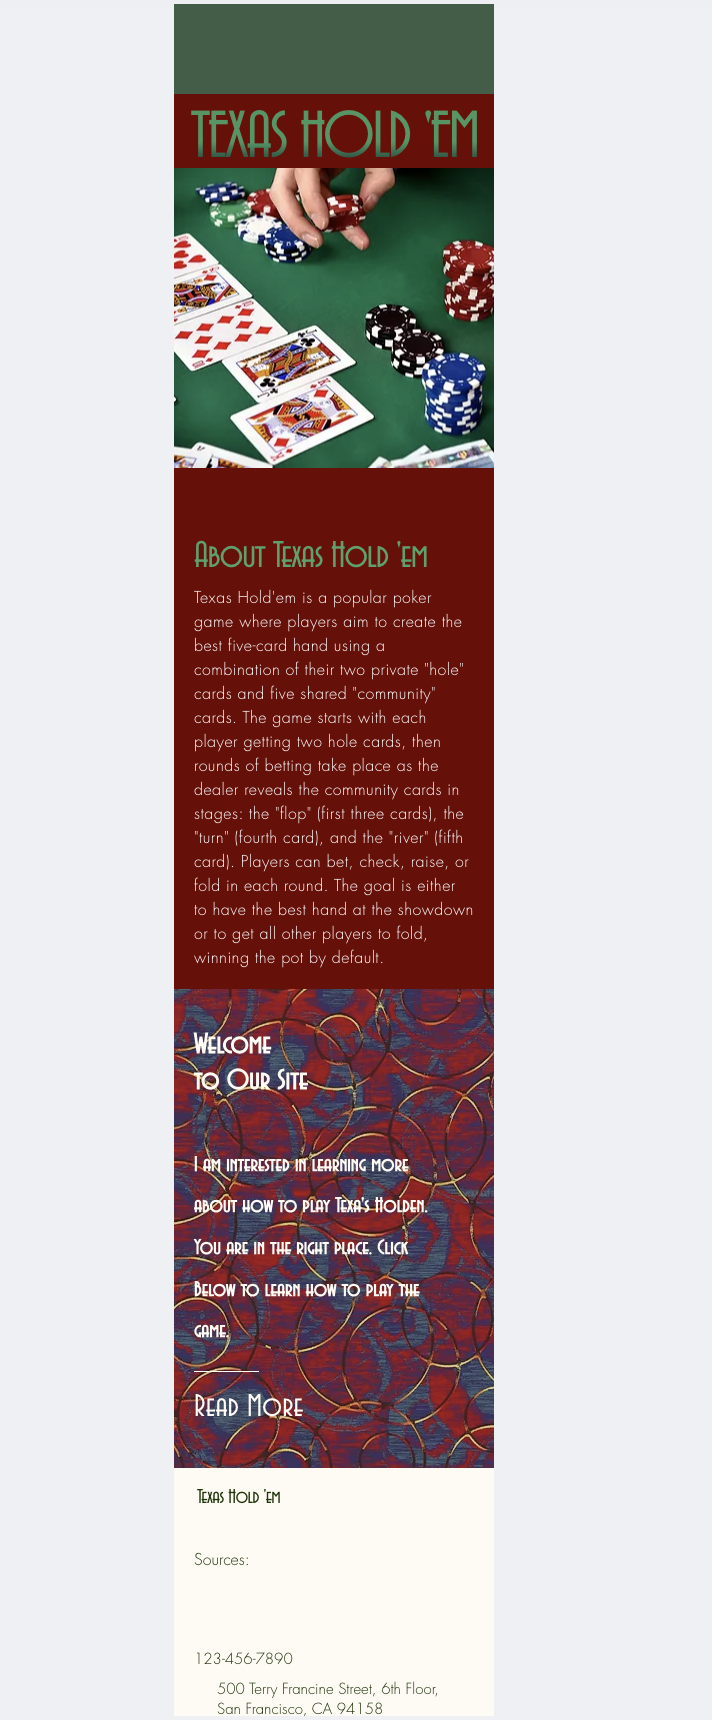 TEXAS HOLD 'EM
About Texas Hold 'em
Texas Hold'em is a popular poker
game where players aim to create the
best five-card hand using a
combination of their two private "hole"
cards and five shared "community"
cards. The game starts with each
player getting two hole cards, then
rounds of betting take place as the
dealer reveals the community cards in
stages: the "flop" (first three cards), the
"turn" (fourth card), and the "river" (fifth
card). Players can bet, check, raise, or
fold in each round. The goal is either
to have the best hand at the showdown
or to get all other players to fold,
winning the pot by default.
Welcome
to Our Site
I am interested in learning more
about how to play Texa's Holden.
You are in the right place. Click
Below to learn how to play the
game.
Read More
Texas Hold 'em
Sources:
123-456-7890
500 Terry Francine Street, 6th Floor,
San Francisco, CA 94158